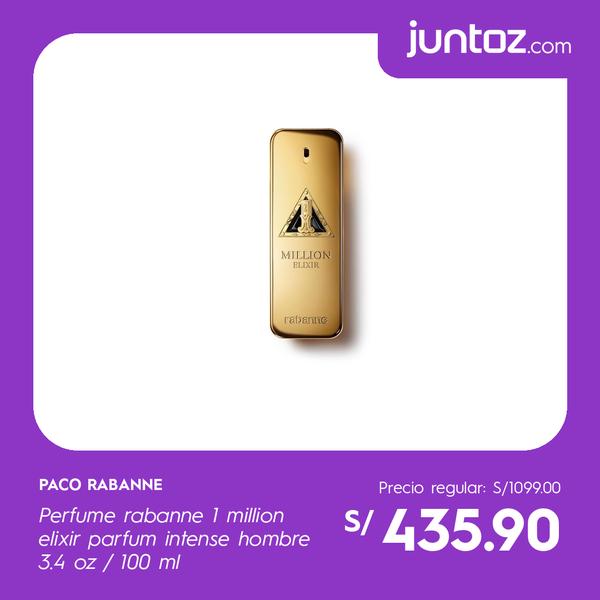 juntoz.com
1
MILLION
ELIXIR
rabanne
PACO RABANNE
Perfume rabanne 1 million
elixir parfum intense hombre
3.4 oz / 100 ml
Precio regular: S/1099.00
S/ 435.90